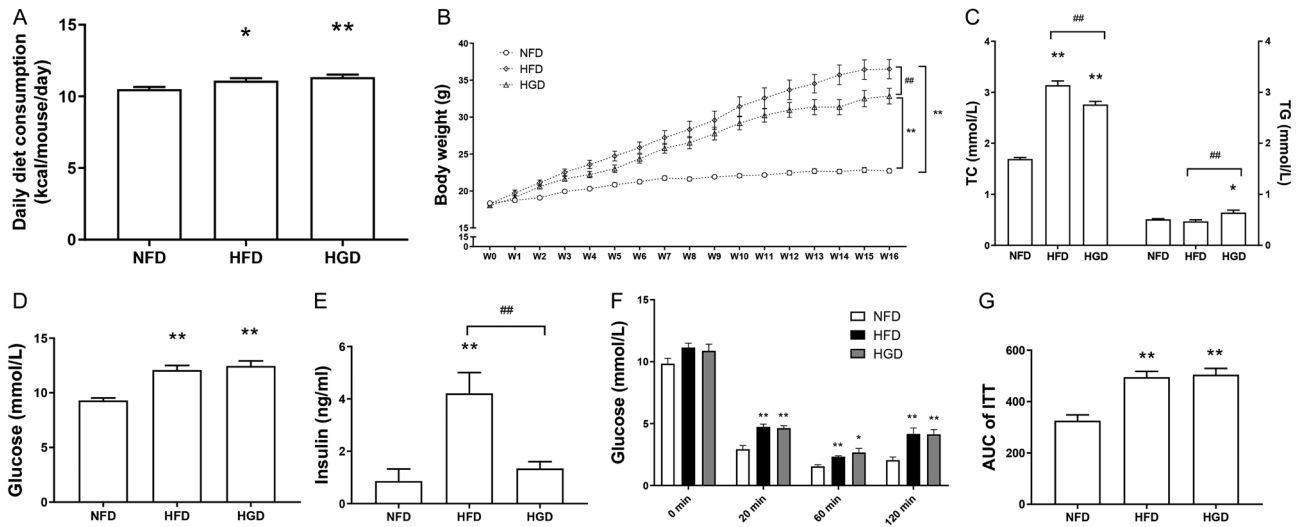 A
Daily diet consumption
(kcal/mouse/day)
15
10
5
0
*
**
NFD
HFD
HGD
B
Body weight (g)
40
35
30
25
20
15
15
0
NFD
HFD
HGD
##
**
**
W0 W1 W2 W3 W4 W5 W6 W7 W8 W9 W10 W11 W12 W13 W14 W15 W16
C
TC (mmol/L)
4
3
2
1
0
##
**
**
##
*
NFD HFD HGD NFD HFD HGD
TG (mmol/L)
4
3
2
1
0
D
Glucose (mmol/L)
15
10
5
0
**
**
NFD HFD HGD
E
Insulin (ng/ml)
6
4
2
0
##
**
NFD HFD HGD
F
Glucose (mmol/L)
15
10
5
0
NFD
HFD
HGD
** **
** *
** **
0 min 20 min 60 min 120 min
G
AUC of ITT
600
400
200
0
**
**
NFD HFD HGD